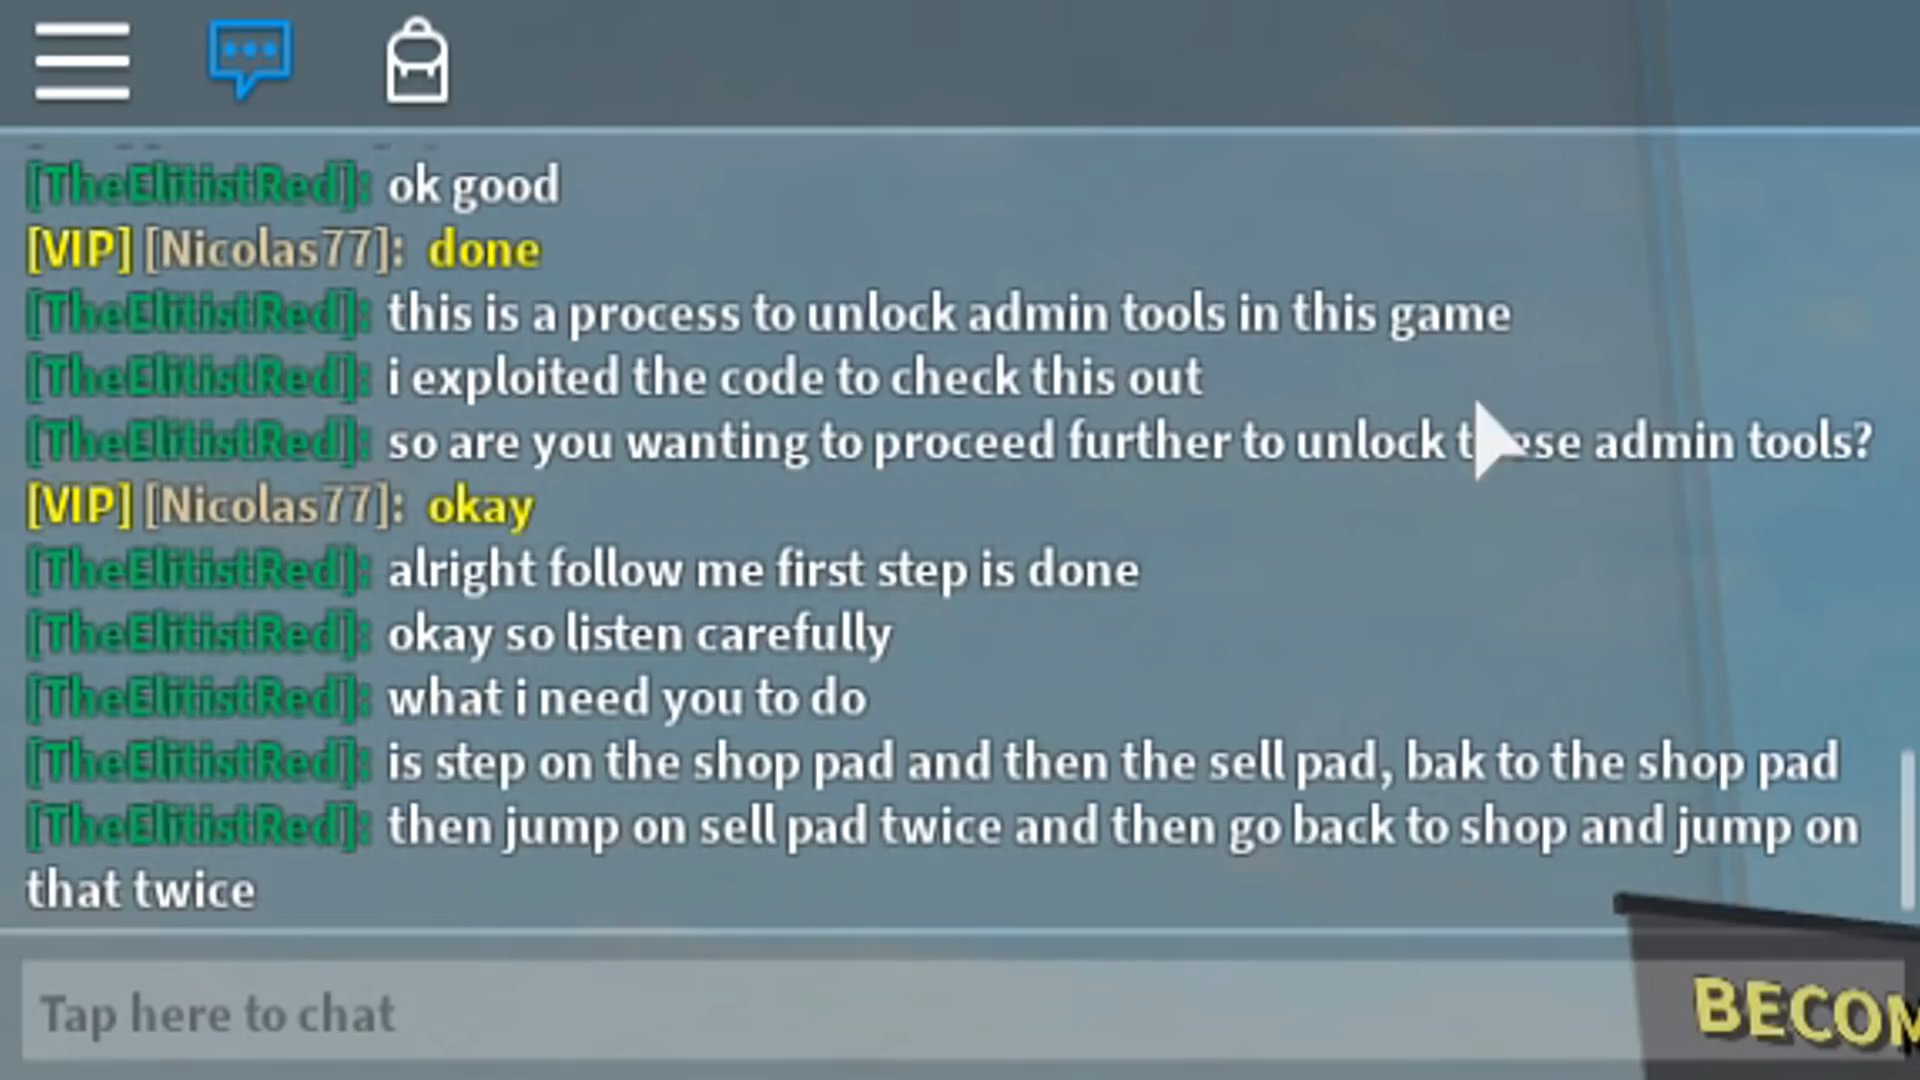 [TheElitistRed]: ok good
[VIP] [Nicolas77]: done
[TheElitistRed]: this is a process to unlock admin tools in this game
[TheElitistRed]: i exploited the code to check this out
[TheElitistRed]: so are you wanting to proceed further to unlock these admin tools?
[VIP] [Nicolas77]: okay
[TheElitistRed]: alright follow me first step is done
[TheElitistRed]: okay so listen carefully
[TheElitistRed]: what i need you to do
[TheElitistRed]: is step on the shop pad and then the sell pad, bak to the shop pad
[TheElitistRed]: then jump on sell pad twice and then go back to shop and jump on
that twice
Tap here to chat
BECOM